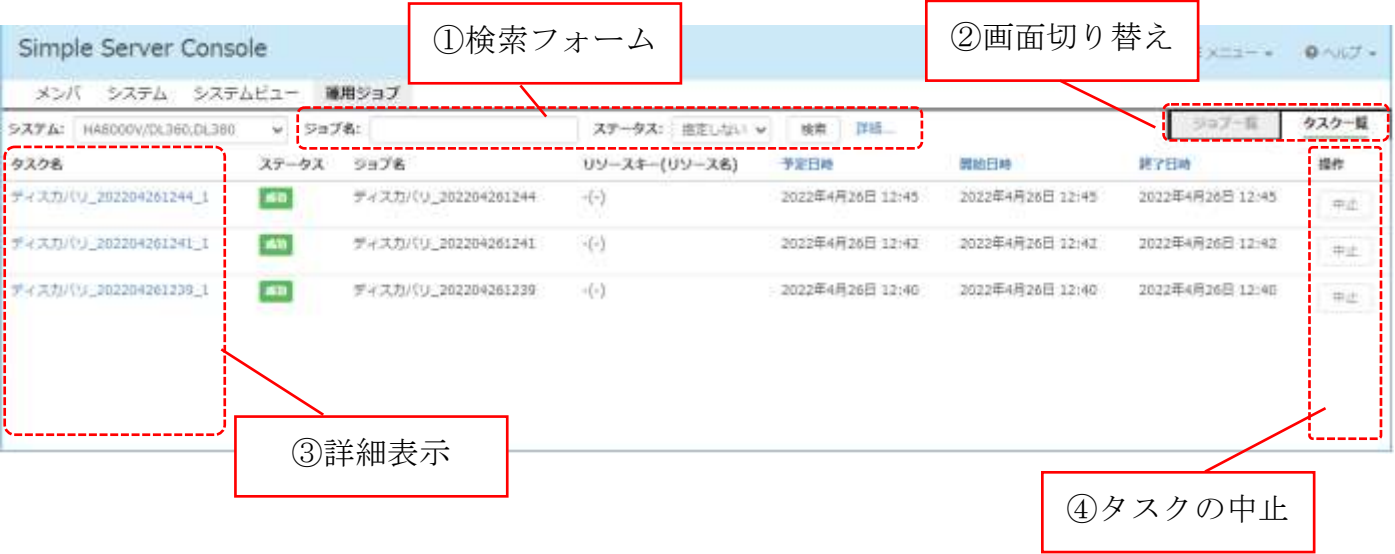 ①検索フォーム
②画面切り替え
Simple Server Console
メニュー
ヘルプ
メンバ システム システムビュー 運用ジョブ
システム: HA8000V/DL360,DL380 ジョブ名: ステータス: 指定しない 検索 詳細... ジョブ一覧 タスク一覧
タスク名 ステータス ジョブ名 リソースキー(リソース名) 予定日時 開始日時 終了日時 操作
ディスカバリ_202204261244_1 成功 ディスカバリ_202204261244 -(-) 2022年4月26日 12:45 2022年4月26日 12:45 2022年4月26日 12:45 中止
ディスカバリ_202204261241_1 成功 ディスカバリ_202204261241 -(-) 2022年4月26日 12:42 2022年4月26日 12:42 2022年4月26日 12:42 中止
ディスカバリ_202204261239_1 成功 ディスカバリ_202204261239 -(-) 2022年4月26日 12:40 2022年4月26日 12:40 2022年4月26日 12:40 中止
③詳細表示
④タスクの中止